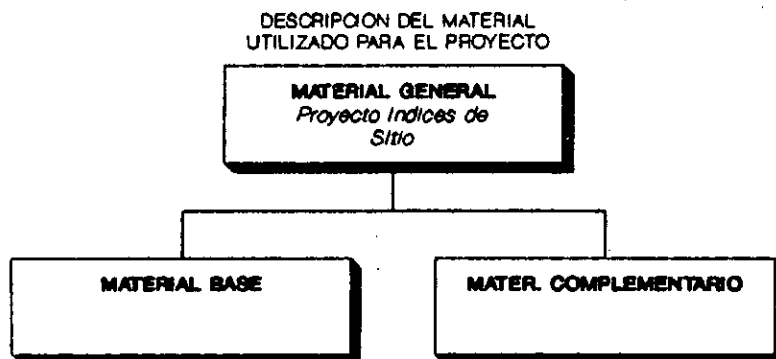 DESCRIPCION DEL MATERIAL
UTILIZADO PARA EL PROYECTO
MATERIAL GENERAL
Proyecto Indices de
Sitio
MATERIAL BASE
MATER. COMPLEMENTARIO